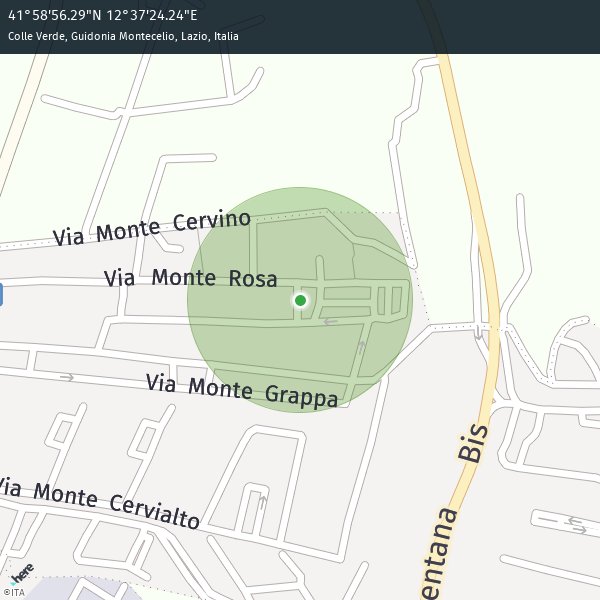 41°58'56.29"N 12°37'24.24"E
Colle Verde, Guidonia Montecelio, Lazio, Italia
Via Monte Cervino
Via Monte Rosa
Via Monte Grappa
Bis
Via Monte Cervialto
entana
here
©ITA